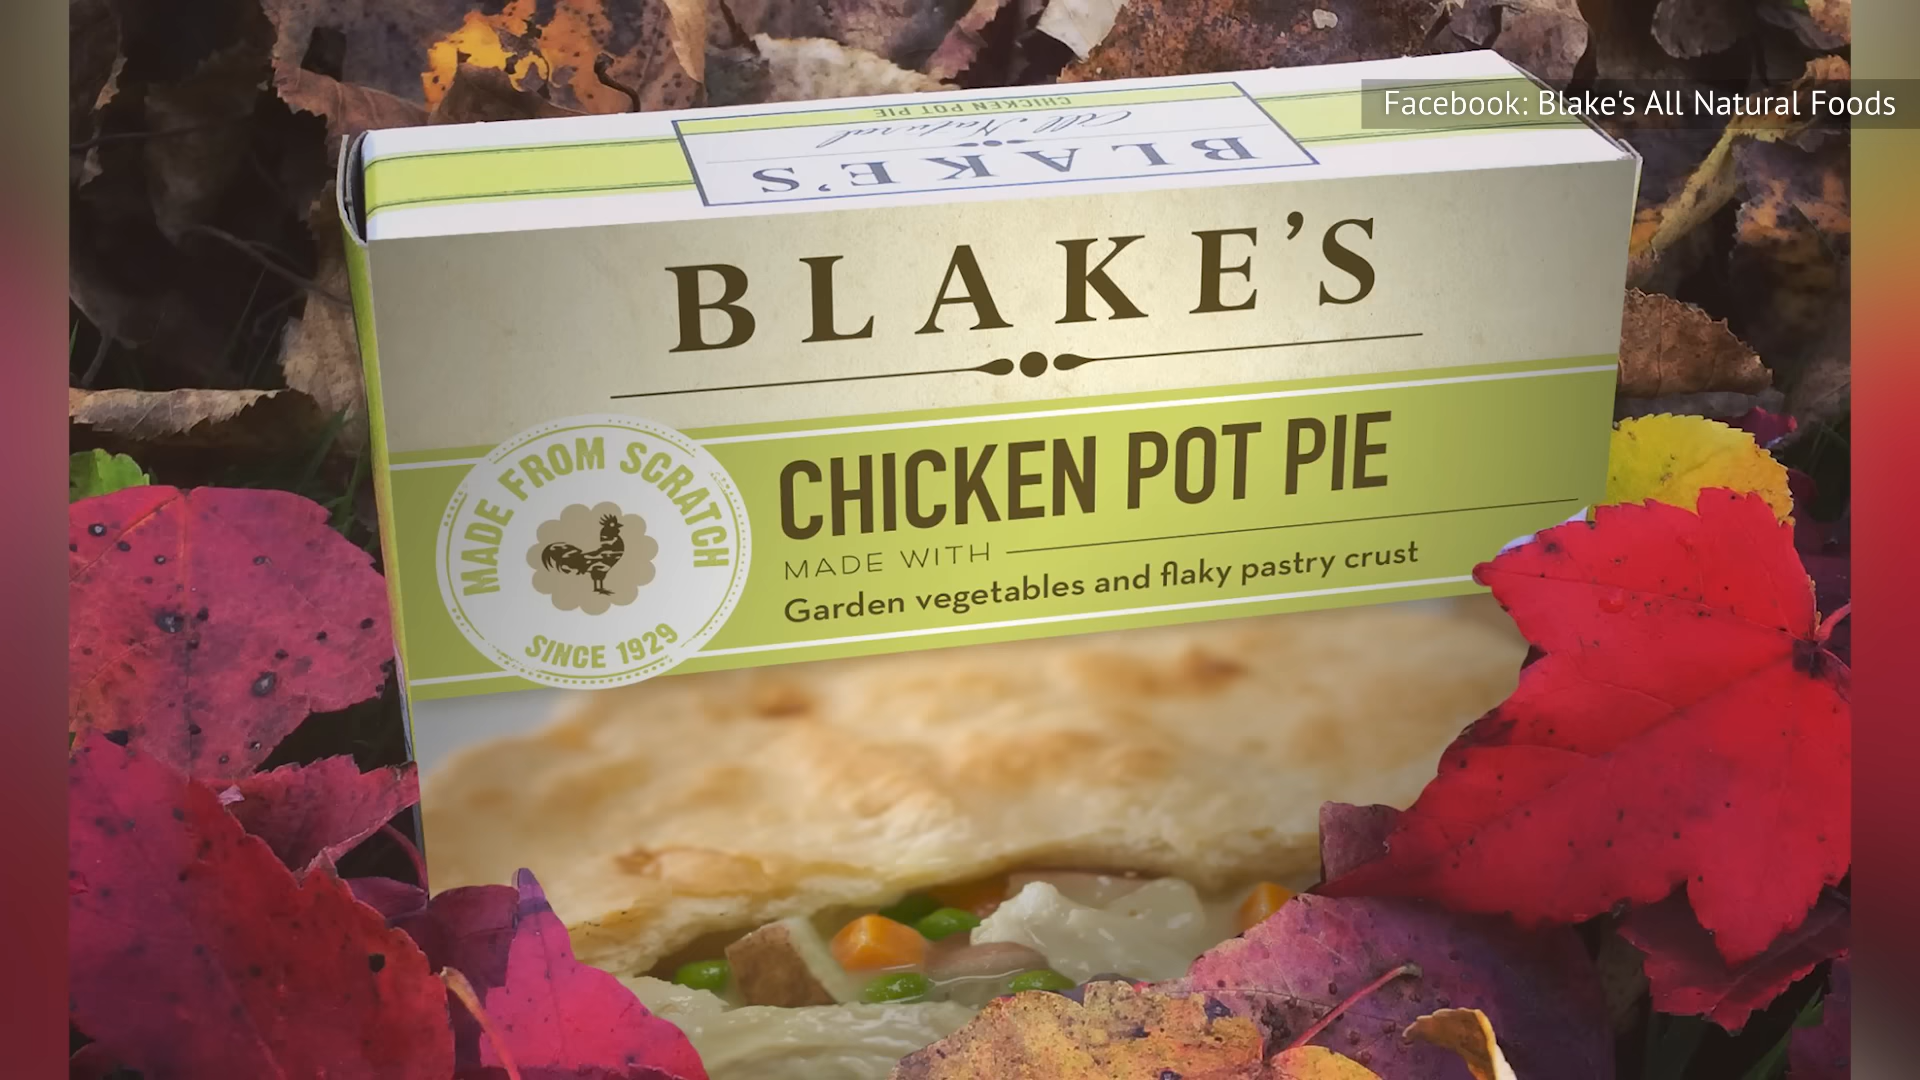 Facebook: Blake's All Natural Foods
CHICKEN POT PIE
All Natural
BLAKE'S
BLAKE'S
MADE FROM SCRATCH
SINCE 1929
CHICKEN POT PIE
MADE WITH
Garden vegetables and flaky pastry crust